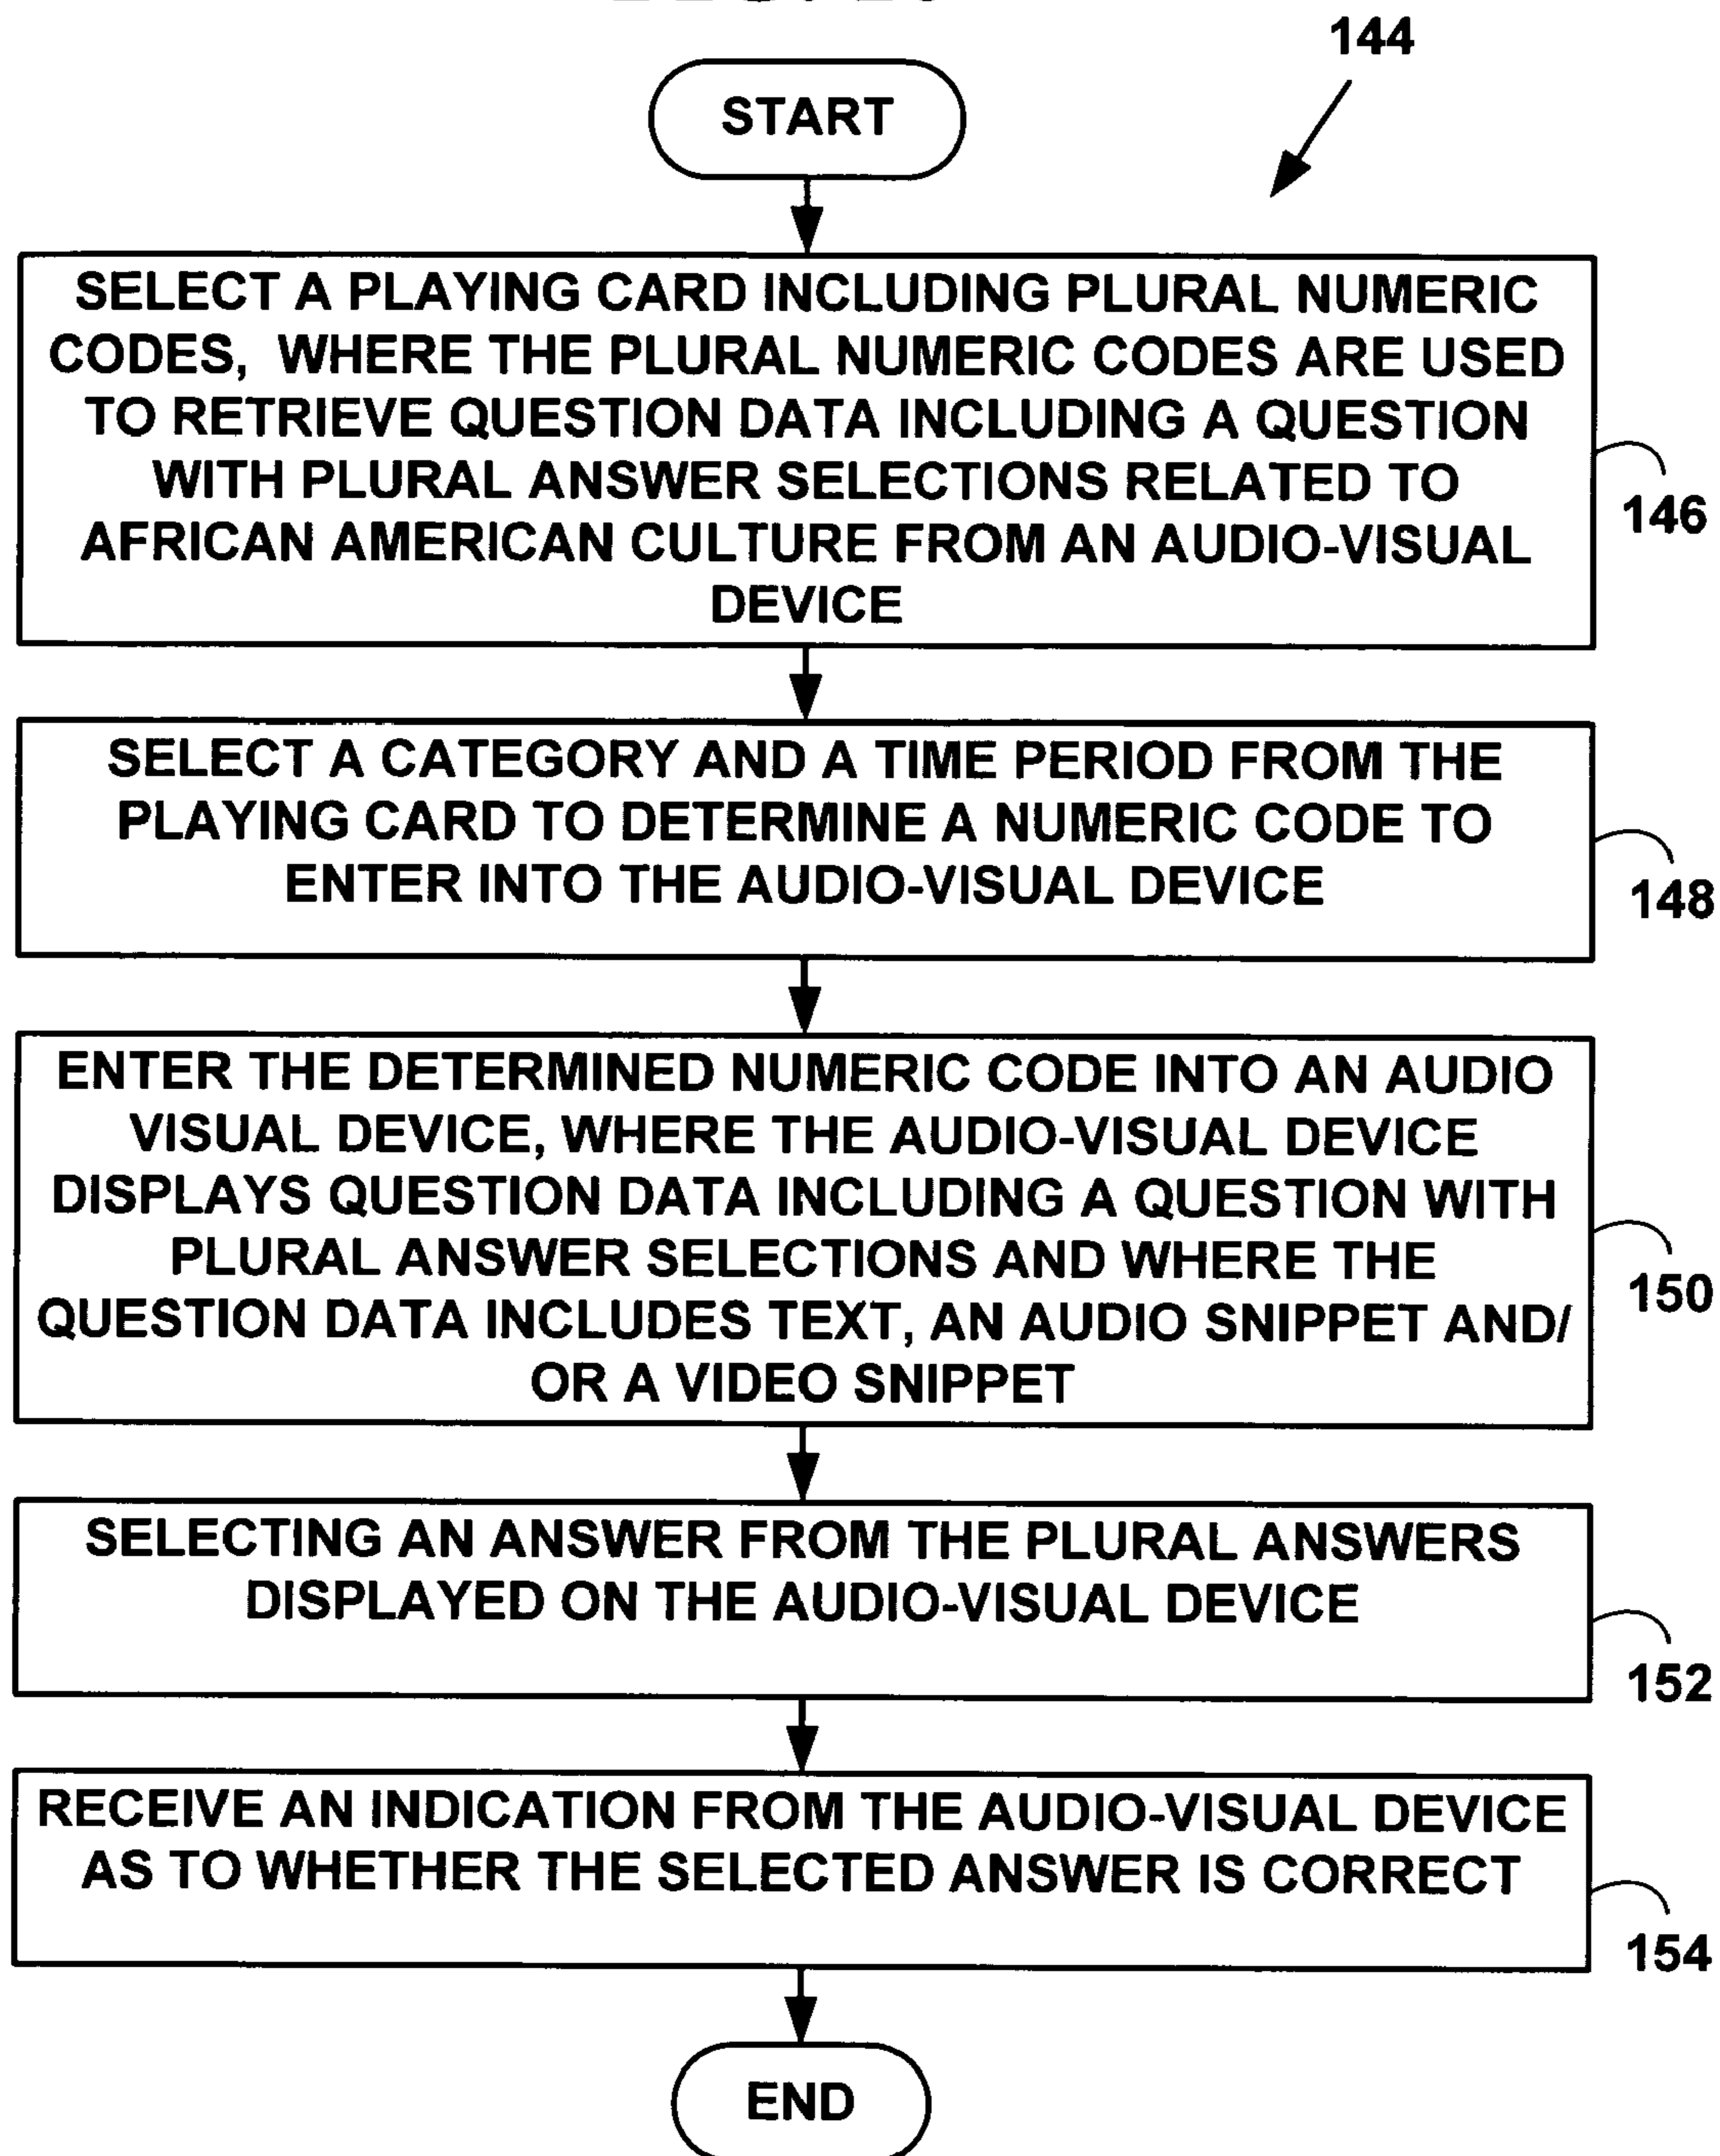 144
START
SELECT A PLAYING CARD INCLUDING PLURAL NUMERIC
CODES, WHERE THE PLURAL NUMERIC CODES ARE USED
TO RETRIEVE QUESTION DATA INCLUDING A QUESTION
WITH PLURAL ANSWER SELECTIONS RELATED TO
AFRICAN AMERICAN CULTURE FROM AN AUDIO-VISUAL
DEVICE
146
SELECT A CATEGORY AND A TIME PERIOD FROM THE
PLAYING CARD TO DETERMINE A NUMERIC CODE TO
ENTER INTO THE AUDIO-VISUAL DEVICE
148
ENTER THE DETERMINED NUMERIC CODE INTO AN AUDIO
VISUAL DEVICE, WHERE THE AUDIO-VISUAL DEVICE
DISPLAYS QUESTION DATA INCLUDING A QUESTION WITH
PLURAL ANSWER SELECTIONS AND WHERE THE
QUESTION DATA INCLUDES TEXT, AN AUDIO SNIPPET AND/
OR A VIDEO SNIPPET
150
SELECTING AN ANSWER FROM THE PLURAL ANSWERS
DISPLAYED ON THE AUDIO-VISUAL DEVICE
152
RECEIVE AN INDICATION FROM THE AUDIO-VISUAL DEVICE
AS TO WHETHER THE SELECTED ANSWER IS CORRECT
154
END